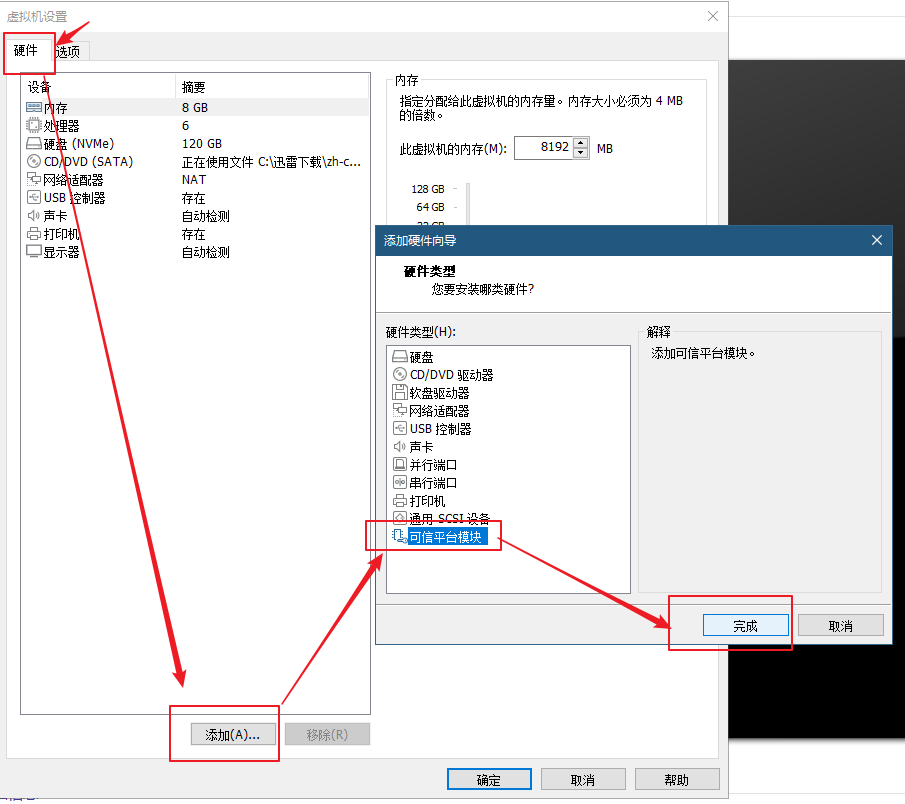 虚拟机设置
硬件
选项
设备 摘要
内存 8 GB
处理器 6
硬盘 (NVMe) 120 GB
CD/DVD (SATA) 正在使用文件 C:\迅雷下载\zh-c...
网络适配器 NAT
USB 控制器 存在
声卡 自动检测
打印机 存在
显示器 自动检测
添加(A)...
移除(R)
内存
指定分配给此虚拟机的内存量。内存大小必须为 4 MB
的倍数。
此虚拟机的内存(M): 8192 MB
128 GB
64 GB
添加硬件向导
硬件类型
您要安装哪类硬件?
硬件类型(H):
硬盘
CD/DVD 驱动器
软盘驱动器
网络适配器
USB 控制器
声卡
并行端口
串行端口
打印机
通用 SCSI 设备
可信平台模块
解释
添加可信平台模块。
完成
取消
确定
取消
帮助